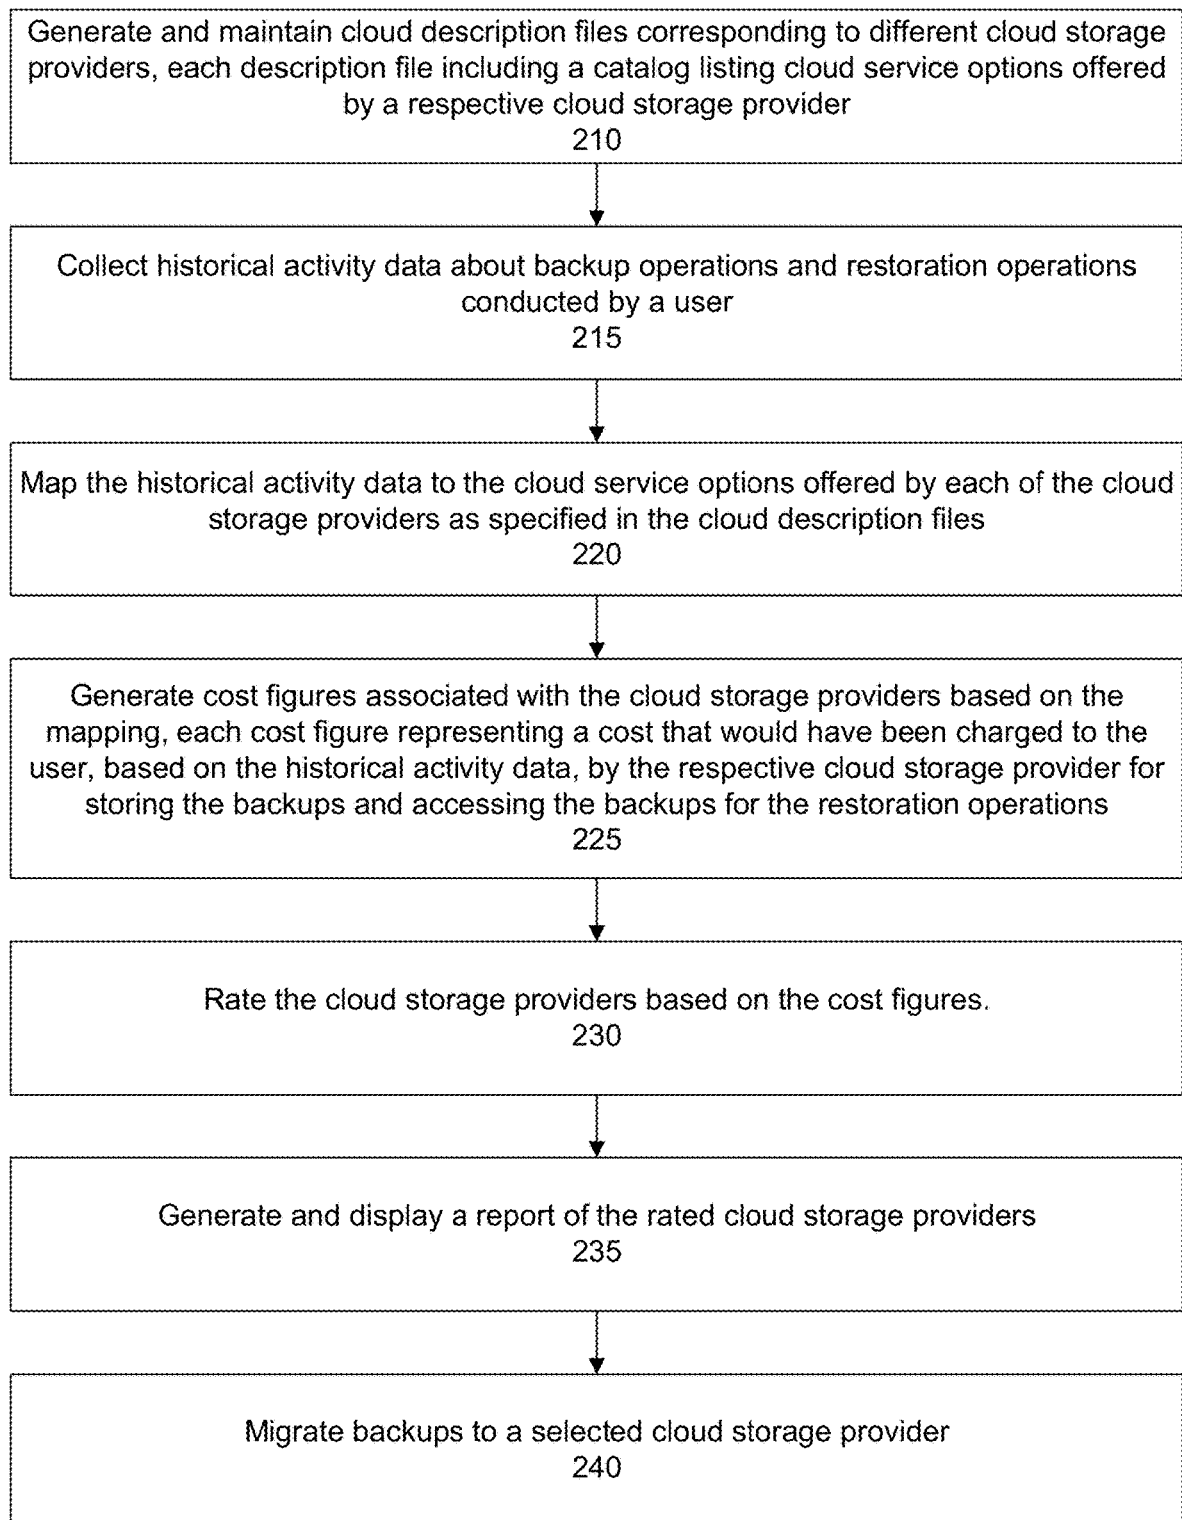 Generate and maintain cloud description files corresponding to different cloud storage
providers, each description file including a catalog listing cloud service options offered
by a respective cloud storage provider
210
Collect historical activity data about backup operations and restoration operations
conducted by a user
215
Map the historical activity data to the cloud service options offered by each of the cloud
storage providers as specified in the cloud description files
220
Generate cost figures associated with the cloud storage providers based on the
mapping, each cost figure representing a cost that would have been charged to the
user, based on the historical activity data, by the respective cloud storage provider for
storing the backups and accessing the backups for the restoration operations
225
Rate the cloud storage providers based on the cost figures.
230
Generate and display a report of the rated cloud storage providers
235
Migrate backups to a selected cloud storage provider
240